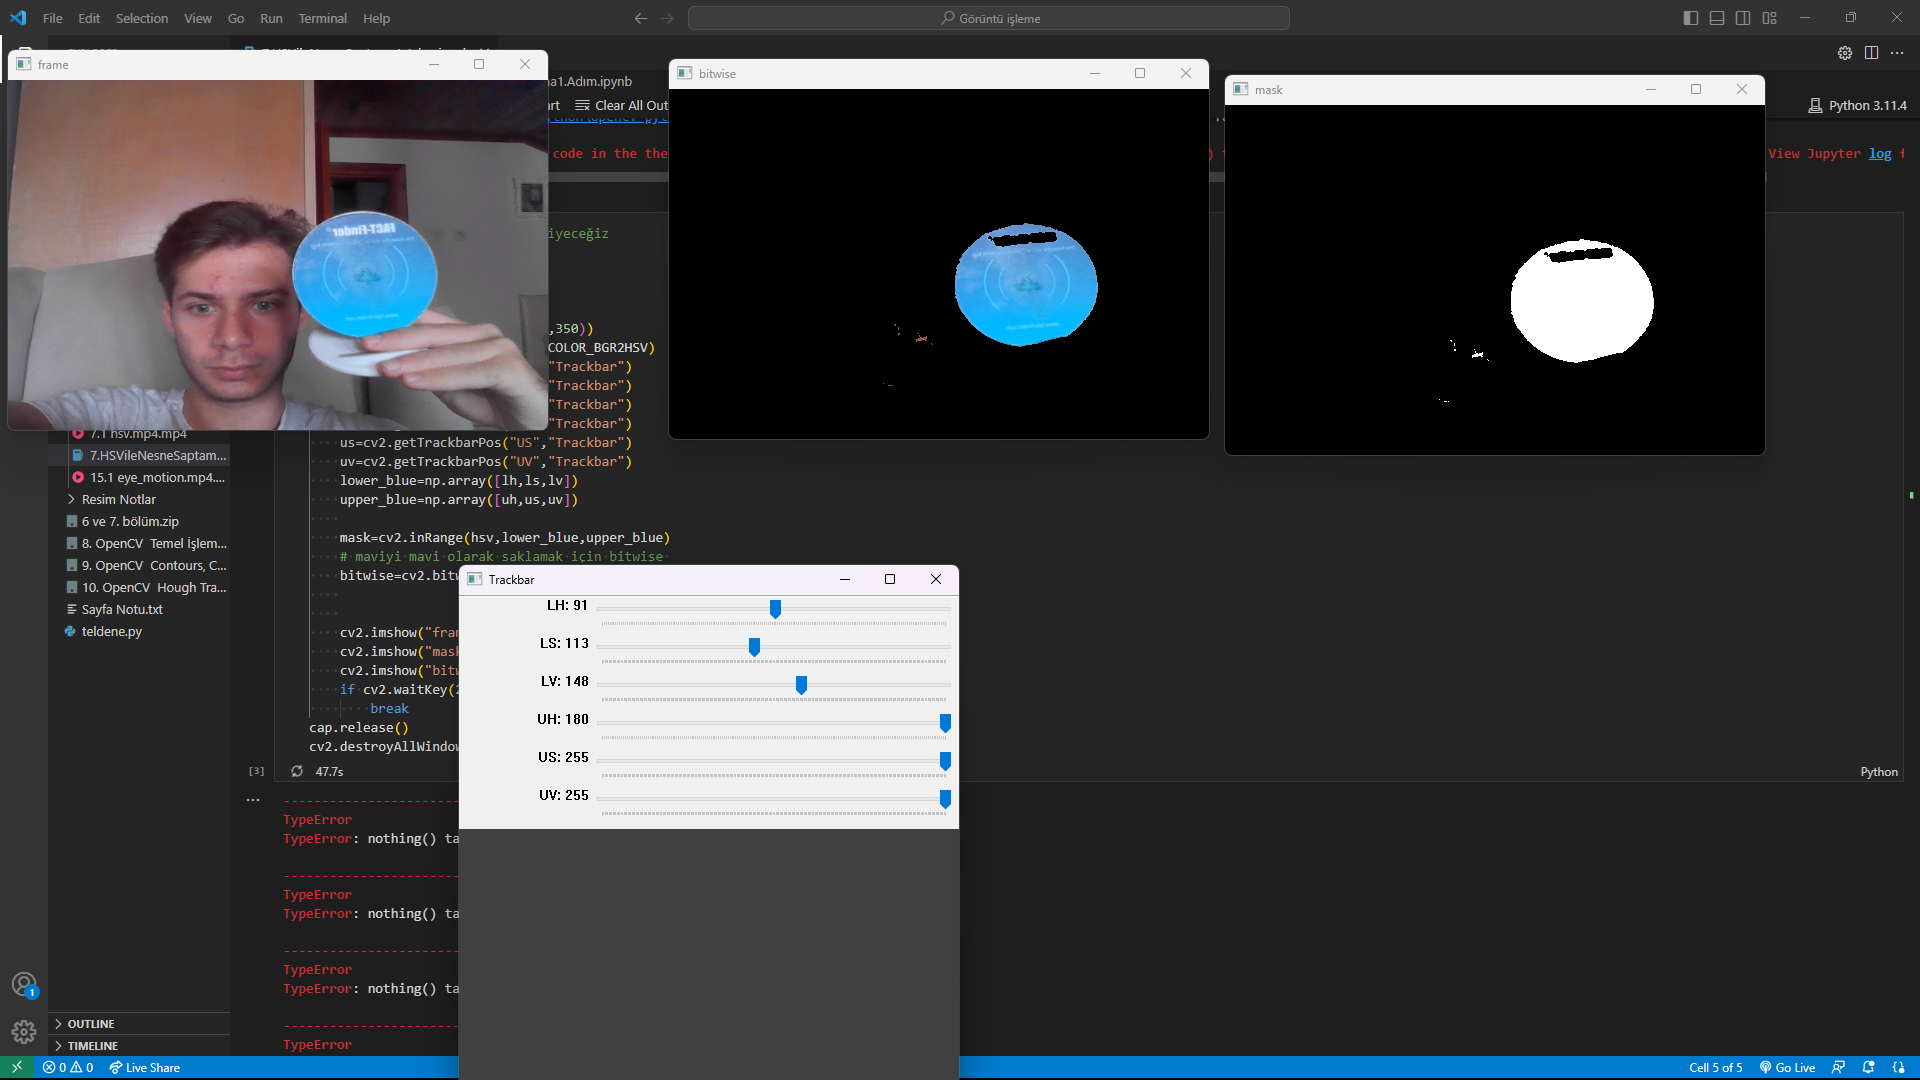 File Edit Selection View Go Run Terminal Help
Görüntü işleme
frame
bitwise
mask
Trackbar
a1.Adım.ipynb
Clear All Out
Python 3.11.4
code in the the
View Jupyter log f
iyeceğiz
,350))
COLOR_BGR2HSV)
"Trackbar")
"Trackbar")
"Trackbar")
"Trackbar")
us=cv2.getTrackbarPos("US","Trackbar")
uv=cv2.getTrackbarPos("UV","Trackbar")
lower_blue=np.array([lh,ls,lv])
upper_blue=np.array([uh,us,uv])
mask=cv2.inRange(hsv,lower_blue,upper_blue)
# maviyi mavi olarak saklamak için bitwise
bitwise=cv2.bitw
cv2.imshow("fra
cv2.imshow("mas
cv2.imshow("bit
if cv2.waitKey(
break
cap.release()
cv2.destroyAllWindow
[3]
47.7s
Python
LH: 91
LS: 113
LV: 148
UH: 180
US: 255
UV: 255
FACT-Finder®
7.1 hsv.mp4.mp4
7.HSVileNesneSaptam...
15.1 eye_motion.mp4....
Resim Notlar
6 ve 7. bölüm.zip
8. OpenCV Temel İşlem...
9. OpenCV Contours, C...
10. OpenCV Hough Tra...
Sayfa Notu.txt
teldene.py
...
TypeError
TypeError: nothing() ta
TypeError
TypeError: nothing() ta
TypeError
TypeError: nothing() ta
TypeError
OUTLINE
TIMELINE
1
0 0
Live Share
Cell 5 of 5
Go Live